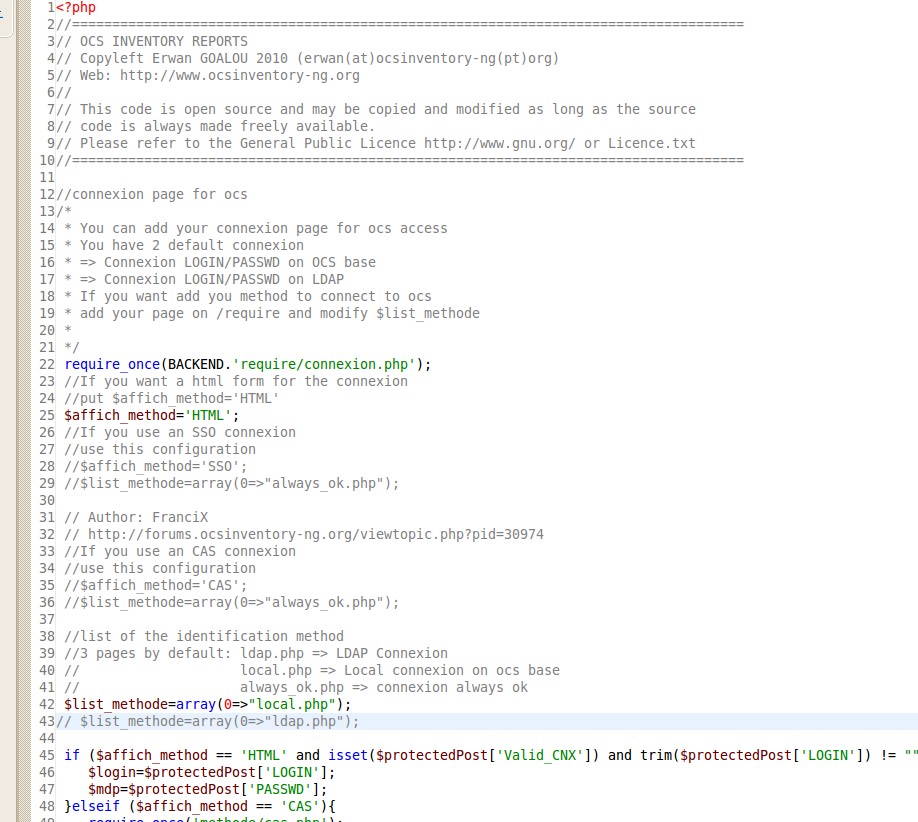 1<?php
2//====================================================================================
3// OCS INVENTORY REPORTS
4// Copyleft Erwan GOALOU 2010 (erwan(at)ocsinventory-ng(pt)org)
5// Web: http://www.ocsinventory-ng.org
6//
7// This code is open source and may be copied and modified as long as the source
8// code is always made freely available.
9// Please refer to the General Public Licence http://www.gnu.org/ or Licence.txt
10//====================================================================================
11
12//connexion page for ocs
13/*
14 * You can add your connexion page for ocs access
15 * You have 2 default connexion
16 * => Connexion LOGIN/PASSWD on OCS base
17 * => Connexion LOGIN/PASSWD on LDAP
18 * If you want add you method to connect to ocs
19 * add your page on /require and modify $list_methode
20 *
21 */
22 require_once(BACKEND.'require/connexion.php');
23 //If you want a html form for the connexion
24 //put $affich_method='HTML'
25 $affich_method='HTML';
26 //If you use an SSO connexion
27 //use this configuration
28 //$affich_method='SSO';
29 //$list_methode=array(0=>"always_ok.php");
30
31 // Author: FranciX
32 // http://forums.ocsinventory-ng.org/viewtopic.php?pid=30974
33 //If you use an CAS connexion
34 //use this configuration
35 //$affich_method='CAS';
36 //$list_methode=array(0=>"always_ok.php");
37
38 //list of the identification method
39 //3 pages by default: ldap.php => LDAP Connexion
40 //                    local.php => Local connexion on ocs base
41 //                    always_ok.php => connexion always ok
42 $list_methode=array(0=>"local.php");
43// $list_methode=array(0=>"ldap.php");
44
45 if ($affich_method == 'HTML' and isset($protectedPost['Valid_CNX']) and trim($protectedPost['LOGIN']) != ""
46    $login=$protectedPost['LOGIN'];
47    $mdp=$protectedPost['PASSWD'];
48 }elseif ($affich_method == 'CAS'){
49    require_once('methode/cas.php');